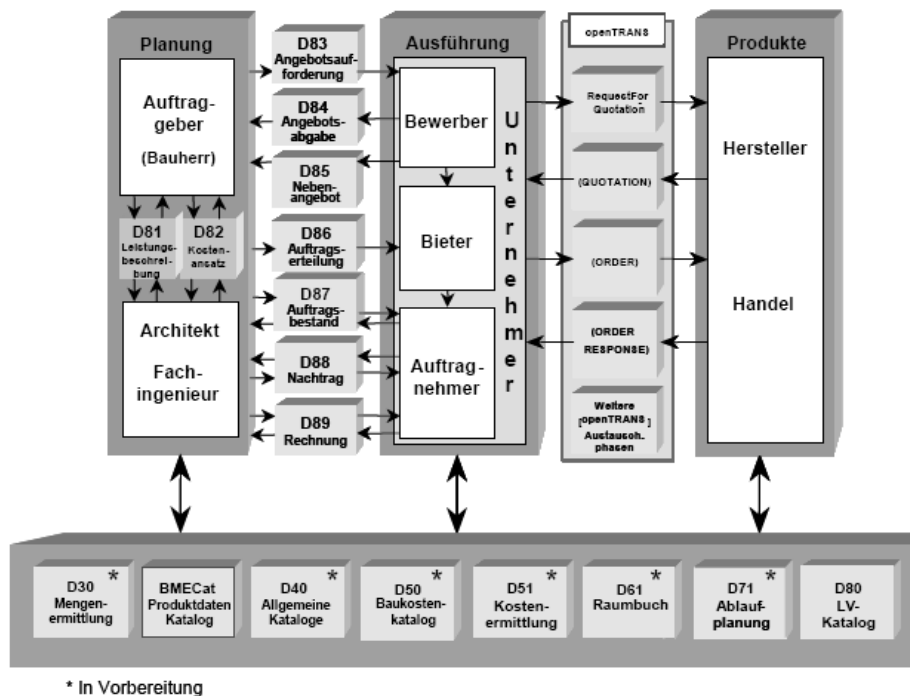 Planung
Auftrag-
geber
(Bauherr)
D81
Leistungs-
beschrei-
bung
D82
Kosten-
ansatz
Architekt
Fach-
ingenieur
D83
Angebotsauf-
forderung
D84
Angebots-
abgabe
D85
Neben-
angebot
D86
Auftrags-
erteilung
D87
Auftrags-
bestand
D88
Nachtrag
D89
Rechnung
Ausführung
Bewerber
Bieter
Auftrag-
nehmer
U
n
t
e
r
n
e
h
m
e
r
openTRANS
RequestFor
Quotation
(QUOTATION)
(ORDER)
(ORDER
RESPONSE)
Weitere
[openTRANS]
Austausch.
phasen
Produkte
Hersteller
Handel
D30 *
Mengen-
ermittlung
BMECat
Produktdaten
Katalog
D40 *
Allgemeine
Kataloge
D50 *
Baukosten-
katalog
D51 *
Kosten-
ermittlung
D61 *
Raumbuch
D71 *
Ablauf-
planung
D80
LV-
Katalog
* In Vorbereitung